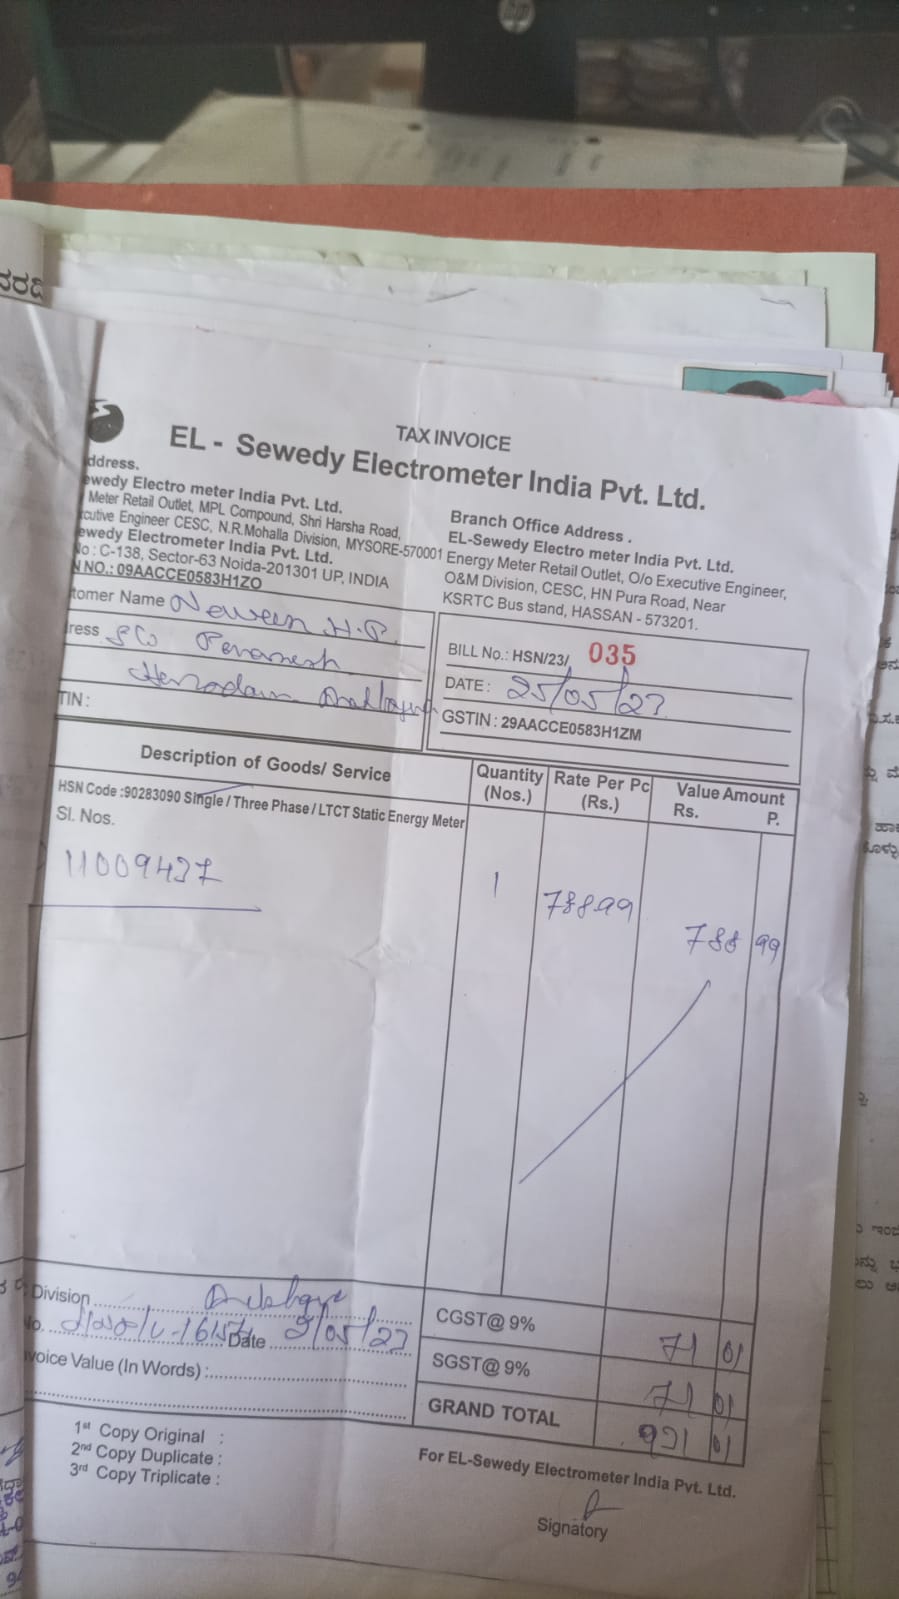 TAX INVOICE
EL - Sewedy Electrometer India Pvt. Ltd.
ddress.
ewedy Electro meter India Pvt. Ltd.
Meter Retail Outlet, MPL Compound, Shri Harsha Road,
cutive Engineer CESC, N.R.Mohalla Division, MYSORE-570001
ewedy Electrometer India Pvt. Ltd.
No : C-138, Sector-63 Noida-201301 UP, INDIA
N NO.: 09AACCE0583H1ZO
Branch Office Address .
EL-Sewedy Electro meter India Pvt. Ltd.
Energy Meter Retail Outlet, O/o Executive Engineer,
O&M Division, CESC, HN Pura Road, Near
KSRTC Bus stand, HASSAN - 573201.
tomer Name Naveen H.P.
ress S/o
TIN :
BILL No.: HSN/23/ 035
DATE : 25/05/23
GSTIN : 29AACCE0583H1ZM
Description of Goods/ Service
Quantity (Nos.)
Rate Per Pc (Rs.)
Value Amount
Rs. P.
HSN Code :90283090 Single / Three Phase / LTCT Static Energy Meter
Sl. Nos.
11009437 1 788.99 788 99
Division
No. Date
voice Value (In Words) :
CGST@ 9% 71 01
SGST@ 9% 71 01
GRAND TOTAL 931 01
1st Copy Original :
2nd Copy Duplicate :
3rd Copy Triplicate :
For EL-Sewedy Electrometer India Pvt. Ltd.
Signatory